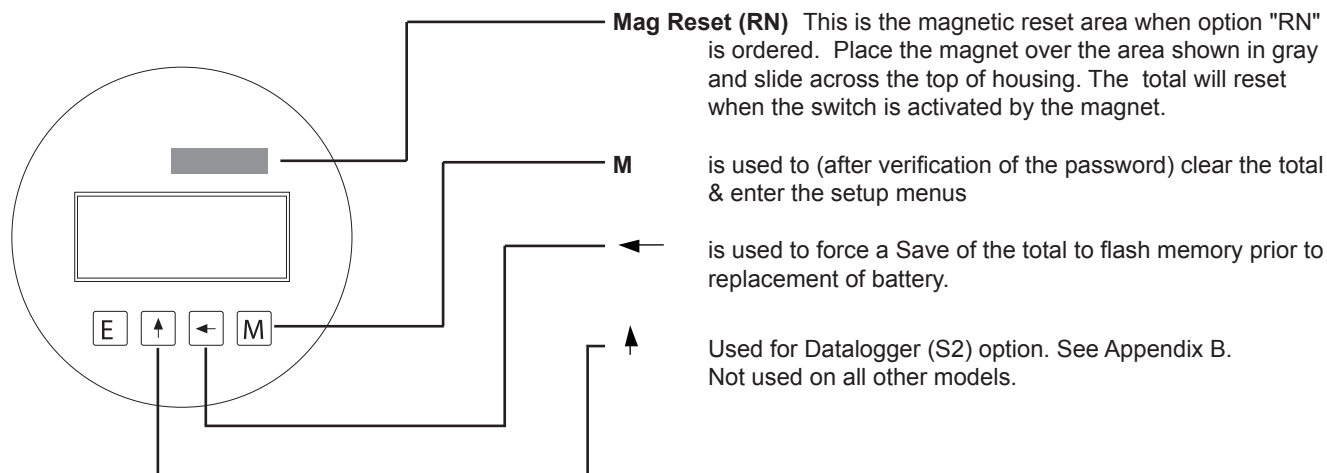 Mag Reset (RN) This is the magnetic reset area when option "RN"
is ordered. Place the magnet over the area shown in gray
and slide across the top of housing. The total will reset
when the switch is activated by the magnet.
M is used to (after verification of the password) clear the total
& enter the setup menus
← is used to force a Save of the total to flash memory prior to
replacement of battery.
↑ Used for Datalogger (S2) option. See Appendix B.
Not used on all other models.
E ↑ ← M